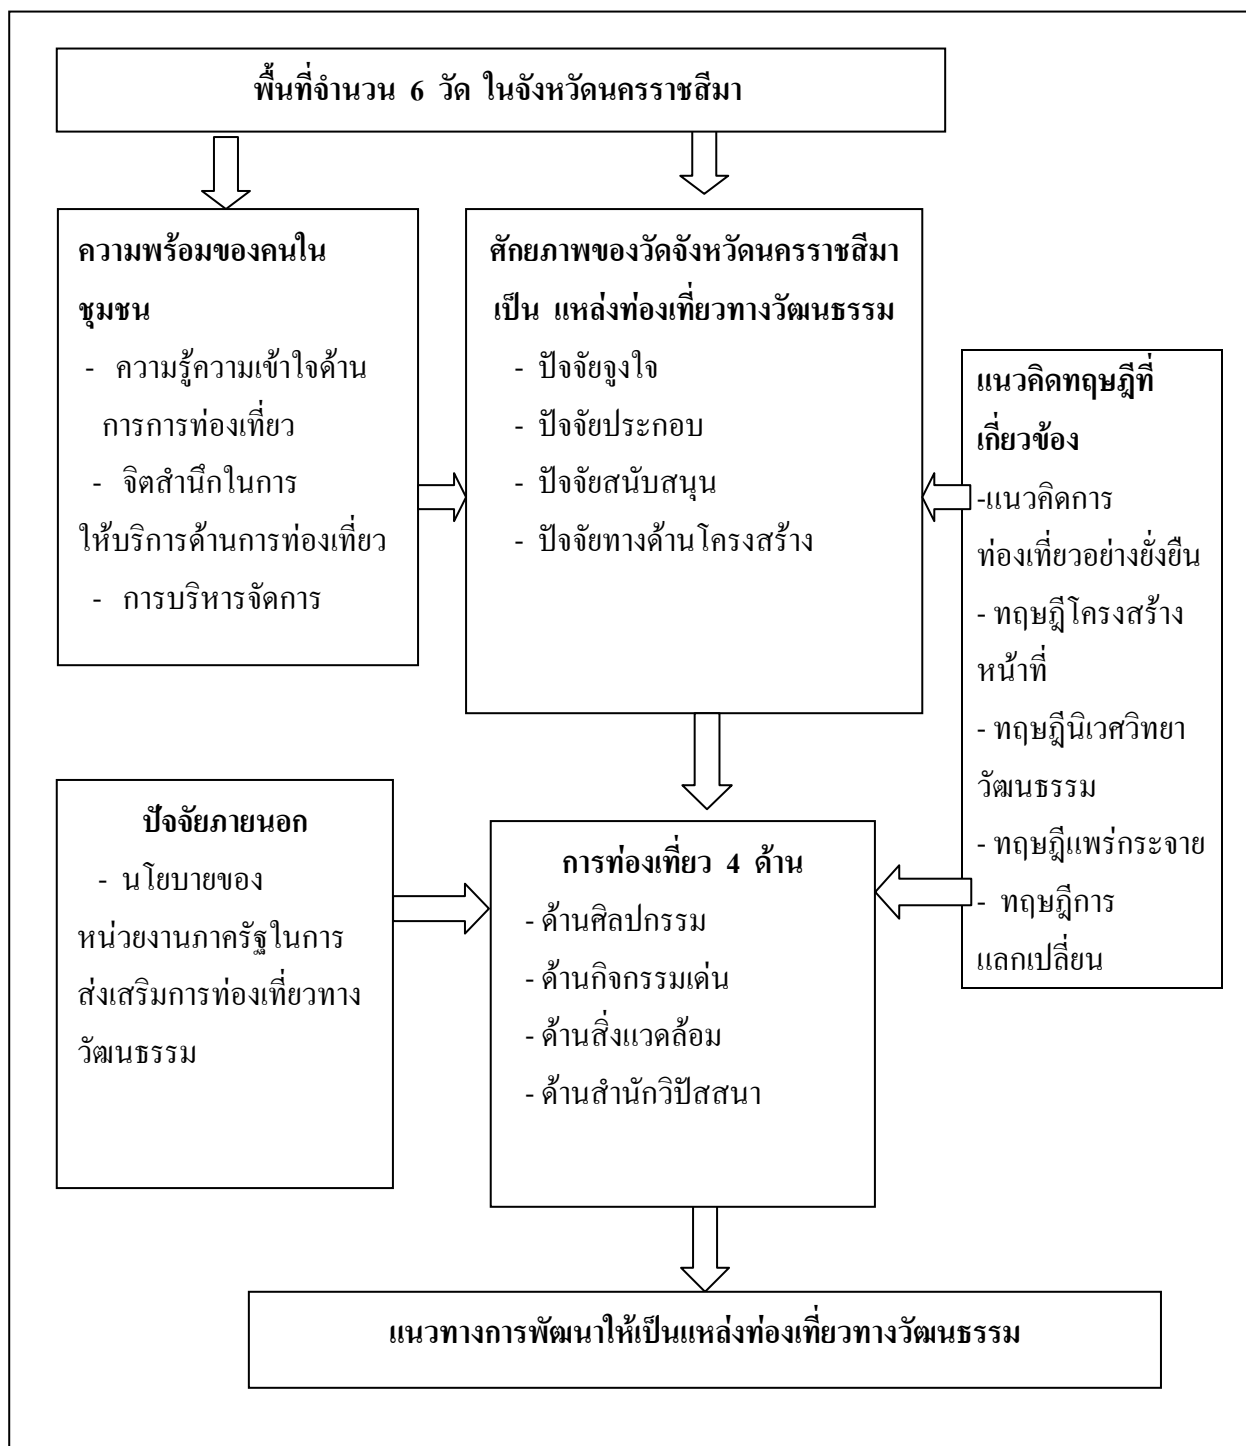 พื้นที่จำนวน 6 วัด ในจังหวัดนครราชสีมา
ความพร้อมของคนใน
ชุมชน
- ความรู้ความเข้าใจด้าน
การการท่องเที่ยว
- จิตสำนึกในการ
ให้บริการด้านการท่องเที่ยว
- การบริหารจัดการ
ศักยภาพของวัดจังหวัดนครราชสีมา
เป็น แหล่งท่องเที่ยวทางวัฒนธรรม
- ปัจจัยจูงใจ
- ปัจจัยประกอบ
- ปัจจัยสนับสนุน
- ปัจจัยทางด้านโครงสร้าง
แนวคิดทฤษฎีที่
เกี่ยวข้อง
-แนวคิดการ
ท่องเที่ยวอย่างยั่งยืน
- ทฤษฎีโครงสร้าง
หน้าที่
- ทฤษฎีนิเวศวิทยา
วัฒนธรรม
- ทฤษฎีแพร่กระจาย
- ทฤษฎีการ
แลกเปลี่ยน
ปัจจัยภายนอก
- นโยบายของ
หน่วยงานภาครัฐในการ
ส่งเสริมการท่องเที่ยวทาง
วัฒนธรรม
การท่องเที่ยว 4 ด้าน
- ด้านศิลปกรรม
- ด้านกิจกรรมเด่น
- ด้านสิ่งแวดล้อม
- ด้านสำนักวิปัสสนา
แนวทางการพัฒนาให้เป็นแหล่งท่องเที่ยวทางวัฒนธรรม